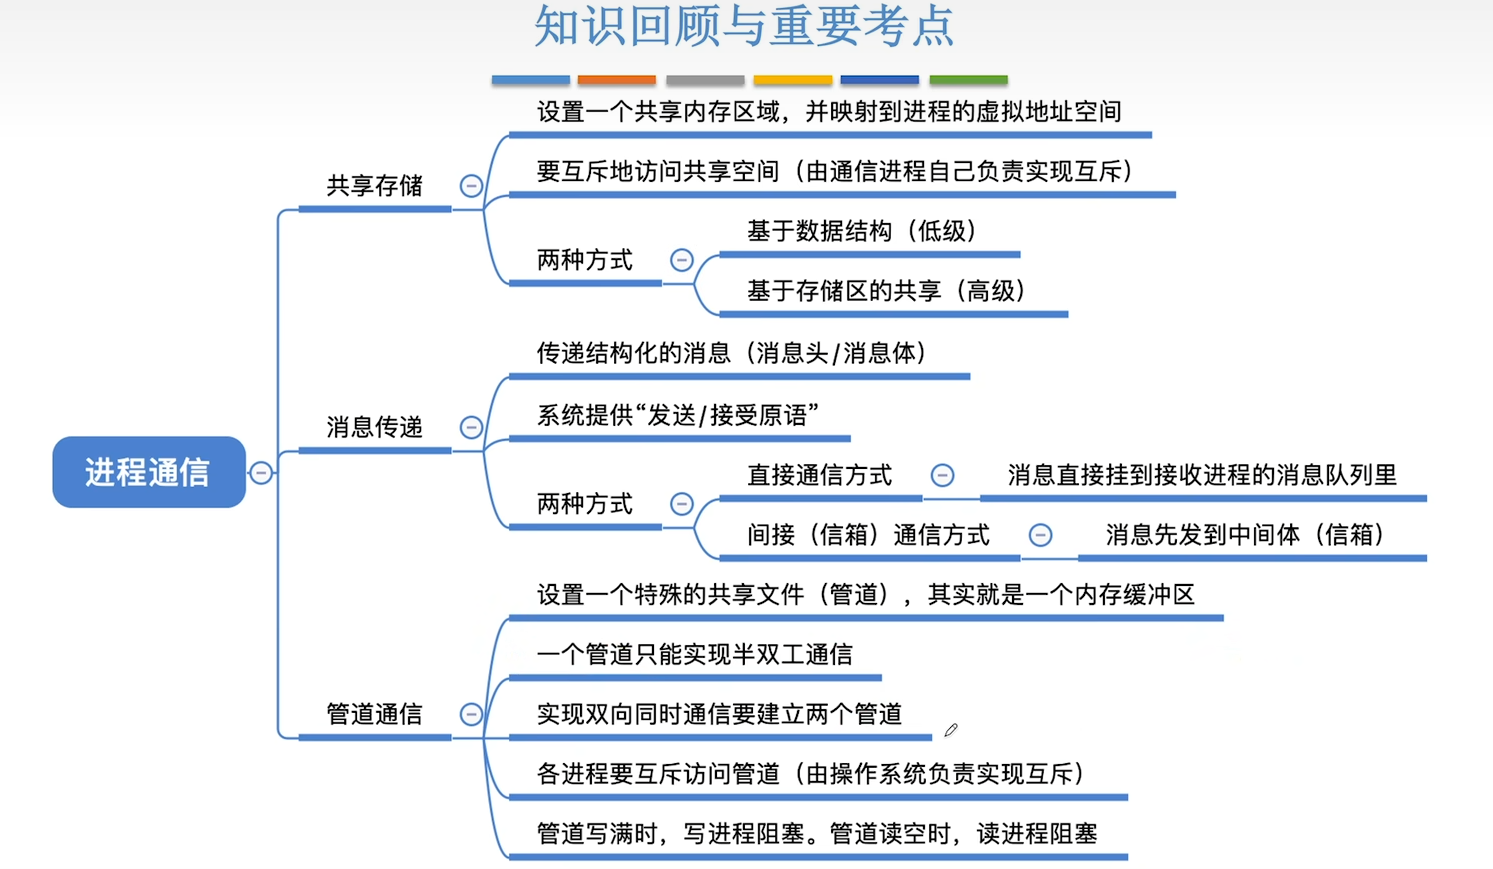 知识回顾与重要考点
设置一个共享内存区域，并映射到进程的虚拟地址空间
要互斥地访问共享空间（由通信进程自己负责实现互斥）
共享存储
基于数据结构（低级）
两种方式
基于存储区的共享（高级）
传递结构化的消息（消息头/消息体）
系统提供“发送/接受原语”
消息传递
直接通信方式
消息直接挂到接收进程的消息队列里
两种方式
间接（信箱）通信方式
消息先发到中间体（信箱）
进程通信
设置一个特殊的共享文件（管道），其实就是一个内存缓冲区
一个管道只能实现半双工通信
管道通信
实现双向同时通信要建立两个管道
各进程要互斥访问管道（由操作系统负责实现互斥）
管道写满时，写进程阻塞。管道读空时，读进程阻塞